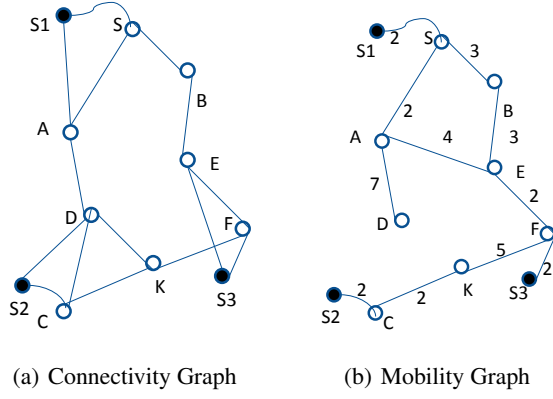 S1
S
B
A
E
D
F
S2
K
S3
C
(a) Connectivity Graph
S1
2
S
3
B
2
A
4
3
E
7
2
D
F
5
S3
2
K
S2
2
2
C
(b) Mobility Graph